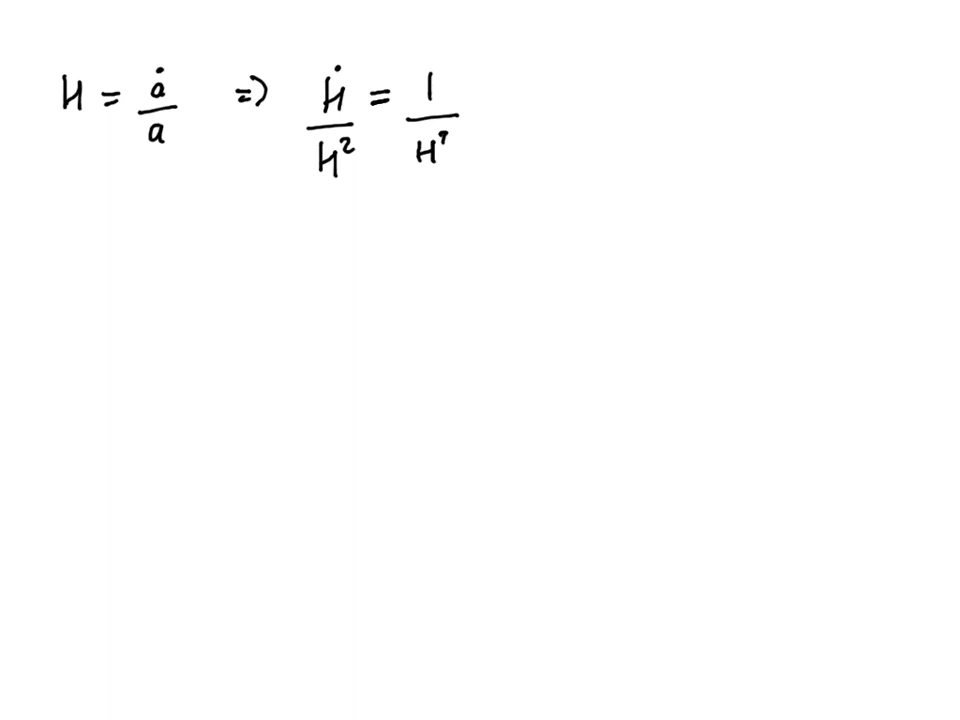 H = ȧ/a ⇒ Ḣ/H² = 1/H